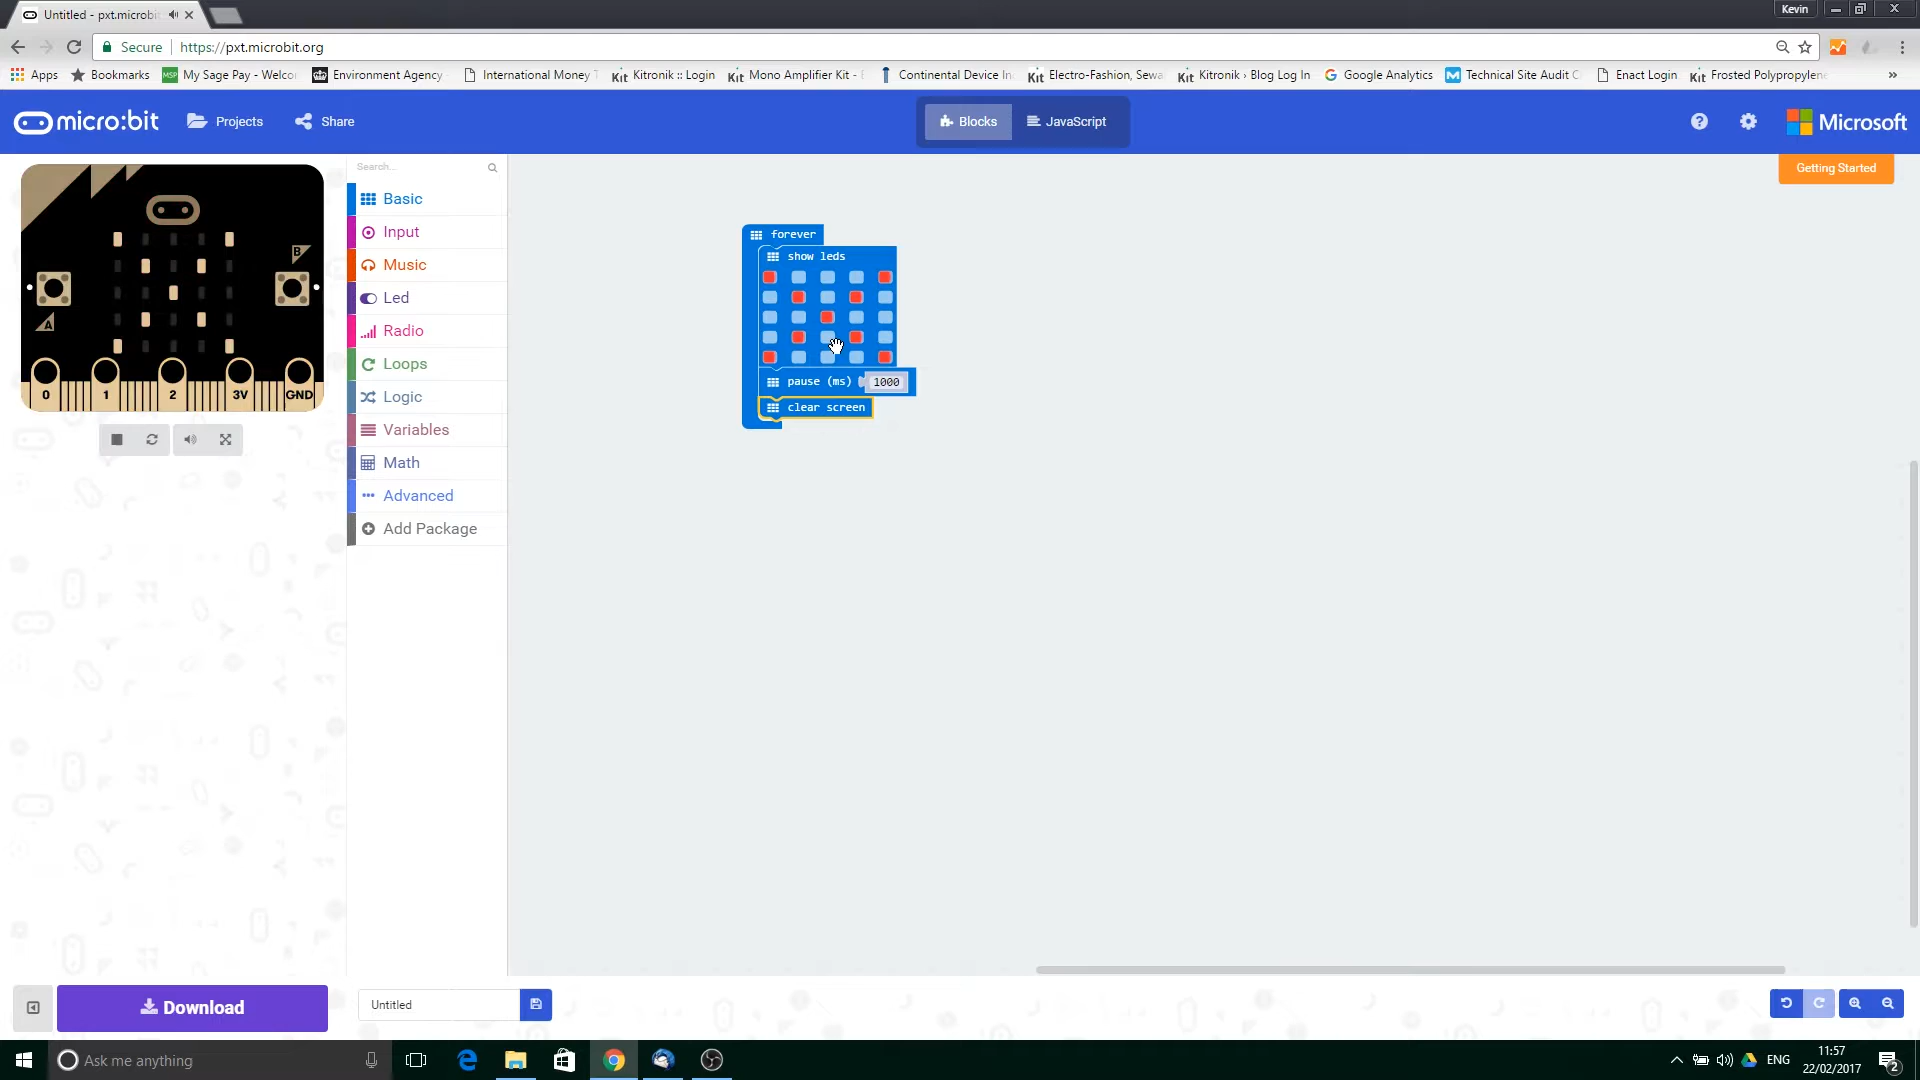 Untitled - pxt.microbi
Kevin
Secure
https://pxt.microbit.org
Apps
Bookmarks
My Sage Pay - Welco
Environment Agency
International Money
Kitronik :: Login
Mono Amplifier Kit -
Continental Device In
Electro-Fashion, Sewa
Kitronik › Blog Log In
Google Analytics
Technical Site Audit C
Enact Login
Frosted Polypropylene
»
micro:bit
Projects
Share
Blocks
JavaScript
Microsoft
Search...
Getting Started
Basic
Input
Music
Led
Radio
Loops
Logic
Variables
Math
Advanced
Add Package
A
B
0
1
2
3V
GND
forever
show leds
pause (ms)
1000
clear screen
Download
Untitled
Ask me anything
ENG
11:57
22/02/2017
2